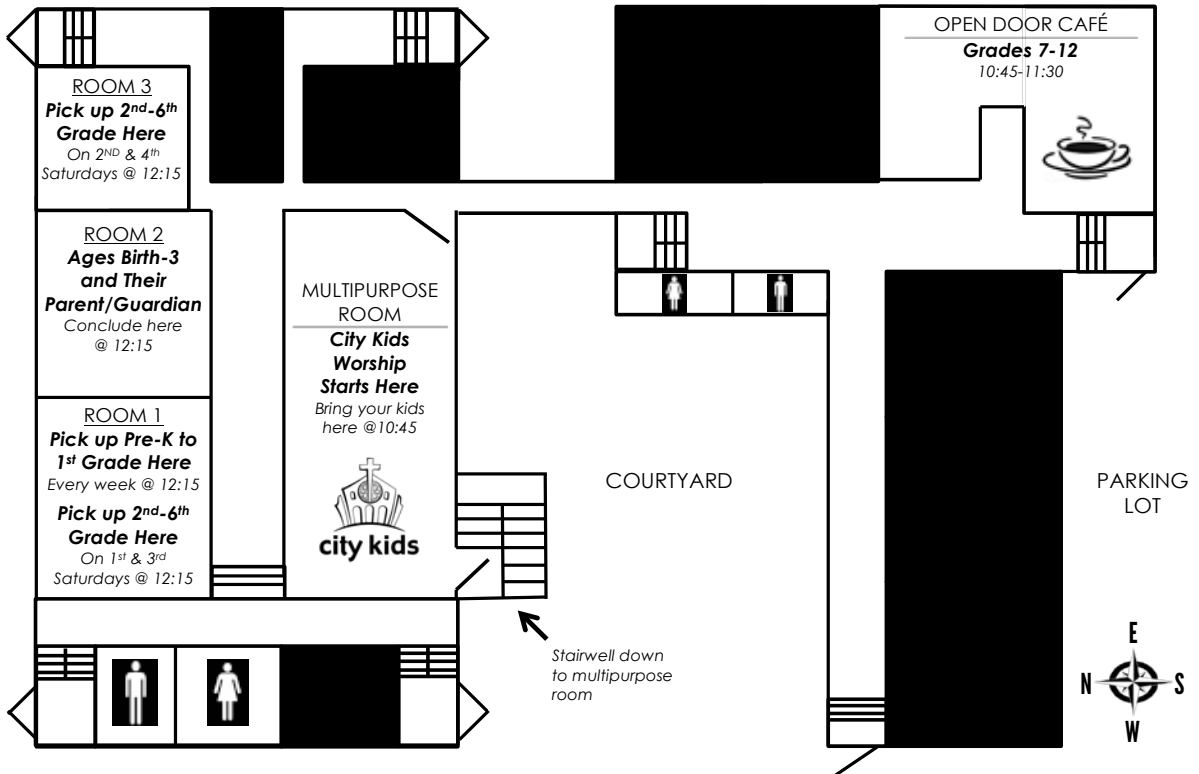 OPEN DOOR CAFÉ
Grades 7-12
10:45-11:30
ROOM 3
Pick up 2nd-6th
Grade Here
On 2ND & 4th
Saturdays @ 12:15
ROOM 2
Ages Birth-3
and Their
Parent/Guardian
Conclude here
@ 12:15
MULTIPURPOSE
ROOM
City Kids
Worship
Starts Here
Bring your kids
here @10:45
city kids
ROOM 1
Pick up Pre-K to
1st Grade Here
Every week @ 12:15
Pick up 2nd-6th
Grade Here
On 1st & 3rd
Saturdays @ 12:15
COURTYARD
PARKING
LOT
Stairwell down
to multipurpose
room
E
N S
W